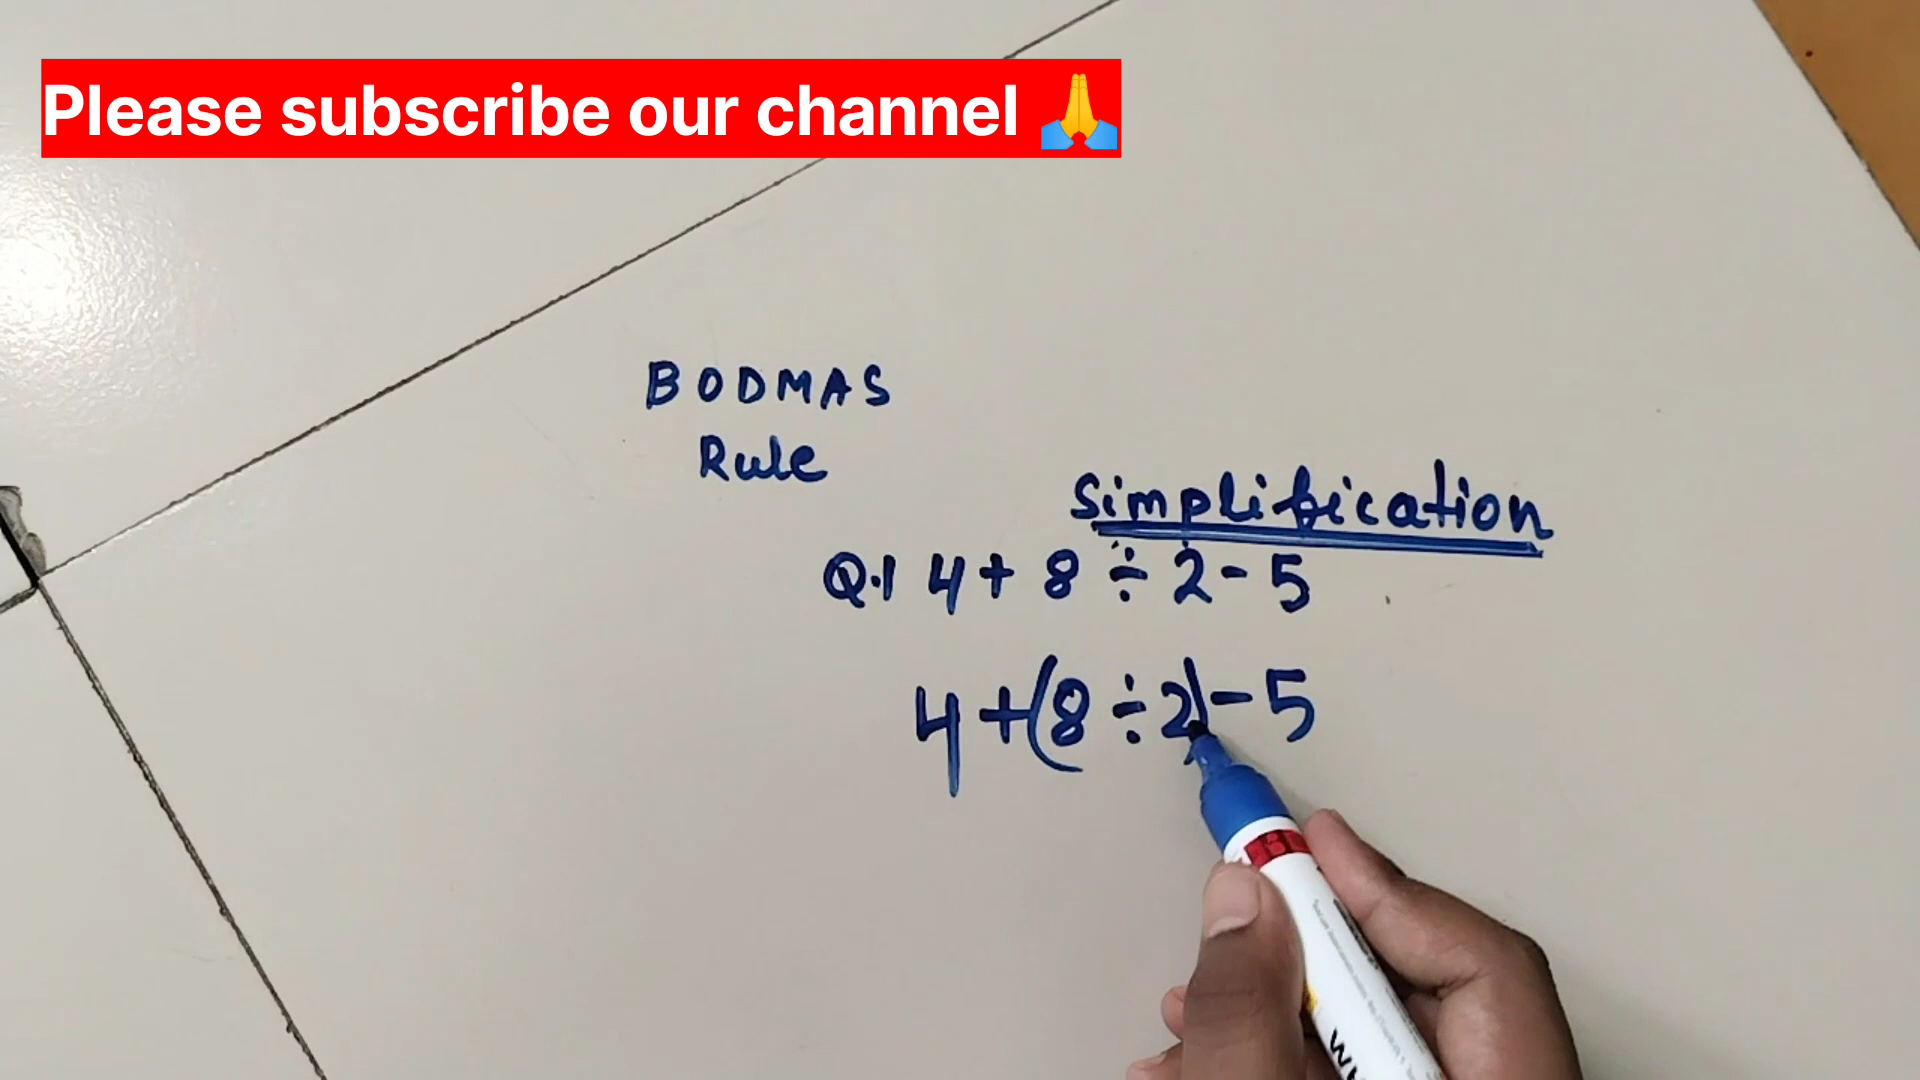 Please subscribe our channel 🙏
BODMAS
Rule
Simplification
Q.1 4 + 8 ÷ 2 - 5
4 + (8 ÷ 2) - 5